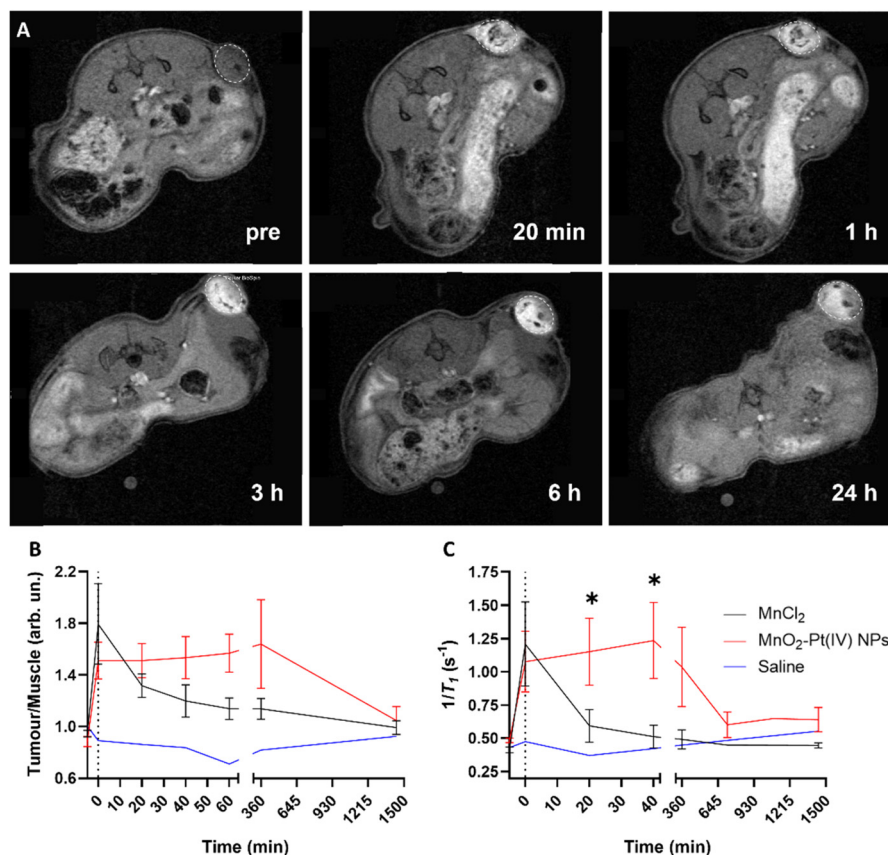 A
pre
20 min
1 h
3 h
6 h
24 h
B
2.2
1.8
1.4
1.0
0.6
Tumour/Muscle (arb. un.)
0 10 20 30 40 50 60 360 645 930 1215 1500
Time (min)
C
1.75
1.50
1.25
1.00
0.75
0.50
0.25
1/T₁ (s⁻¹)
* *
0 10 20 30 40 360 645 930 1215 1500
Time (min)
MnCl₂
MnO₂-Pt(IV) NPs
Saline